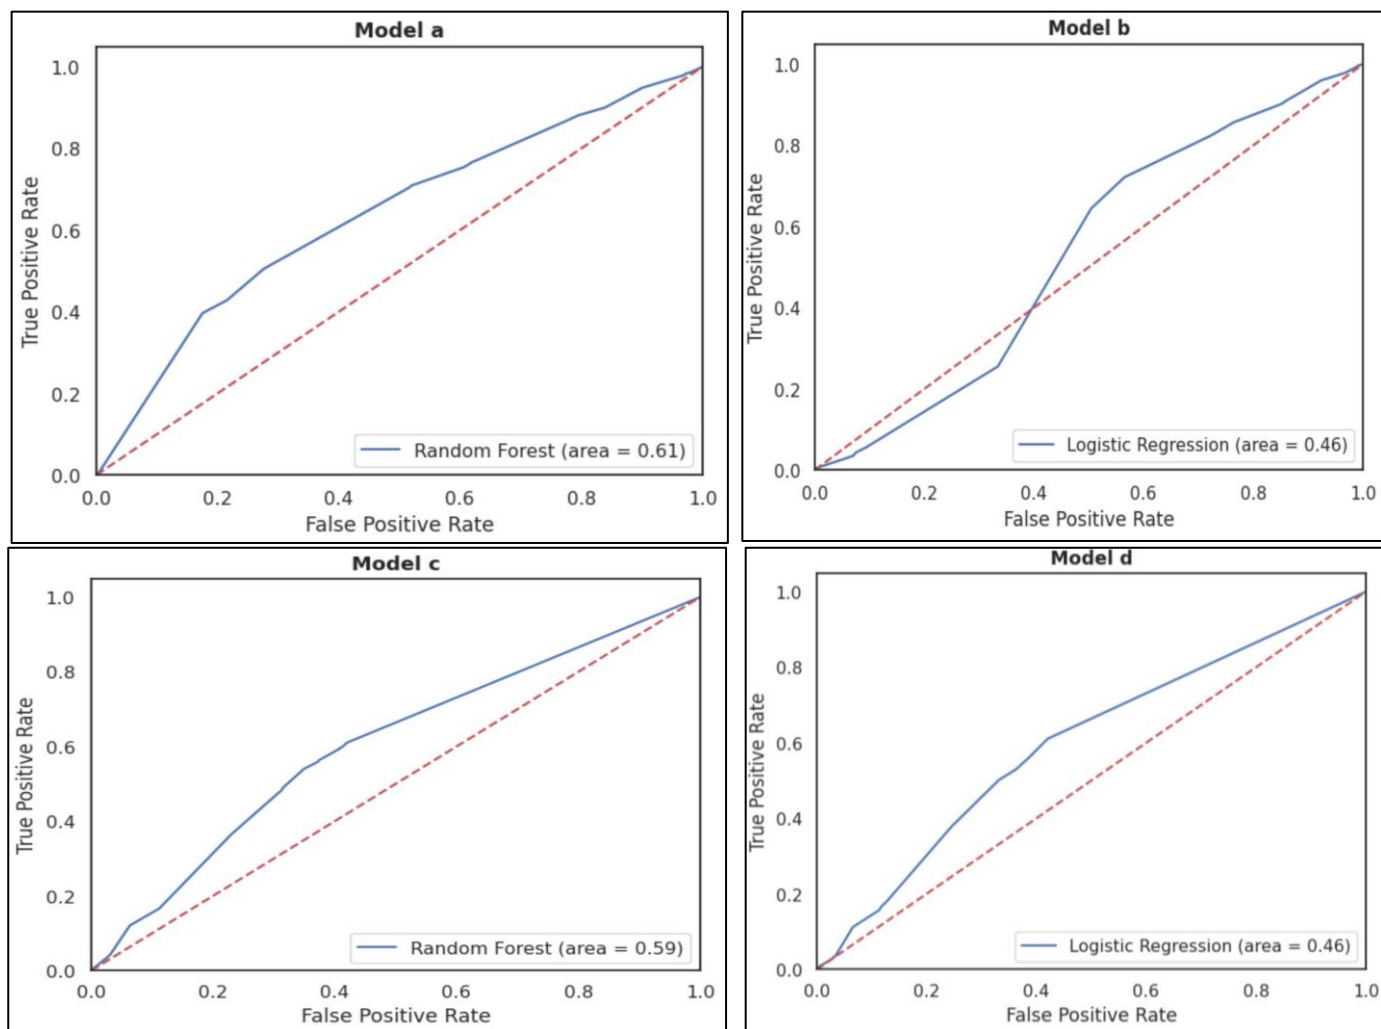 Model a
1.0
0.8
0.6
0.4
0.2
0.0
True Positive Rate
Random Forest (area = 0.61)
0.0 0.2 0.4 0.6 0.8 1.0
False Positive Rate
Model b
1.0
0.8
0.6
0.4
0.2
0.0
True Positive Rate
Logistic Regression (area = 0.46)
0.0 0.2 0.4 0.6 0.8 1.0
False Positive Rate
Model c
1.0
0.8
0.6
0.4
0.2
0.0
True Positive Rate
Random Forest (area = 0.59)
0.0 0.2 0.4 0.6 0.8 1.0
False Positive Rate
Model d
1.0
0.8
0.6
0.4
0.2
0.0
True Positive Rate
Logistic Regression (area = 0.46)
0.0 0.2 0.4 0.6 0.8 1.0
False Positive Rate